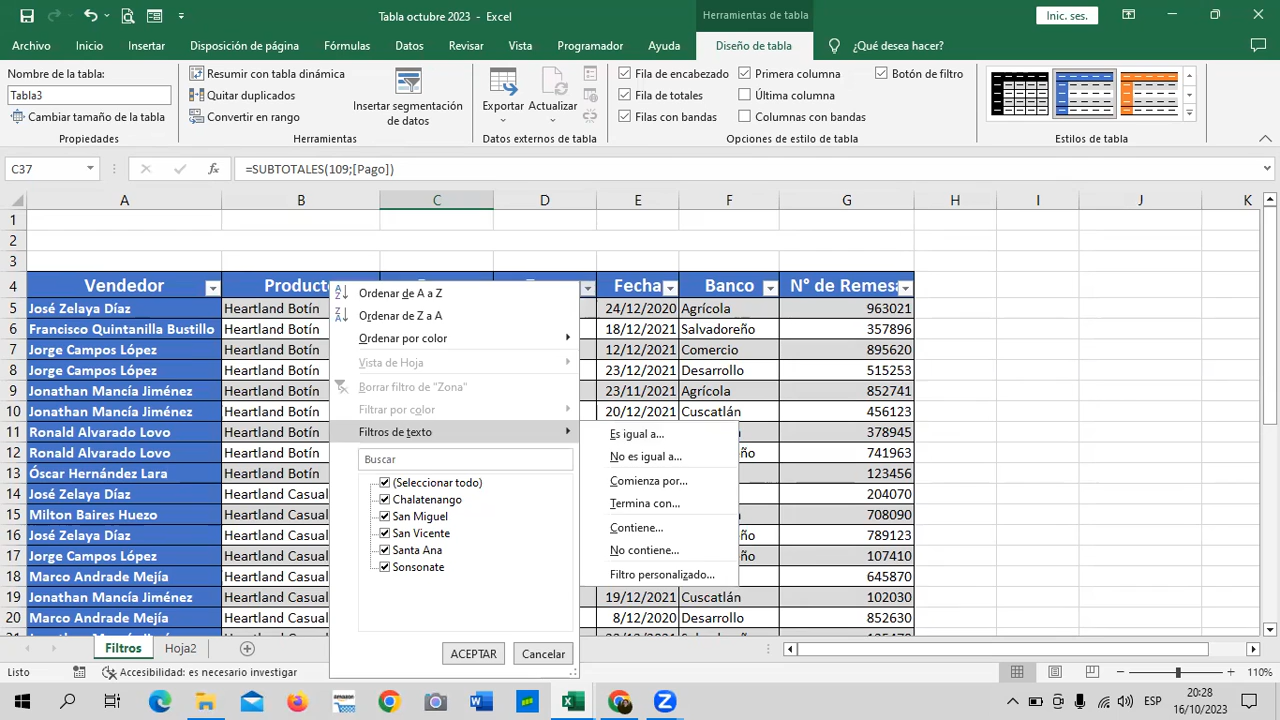 Tabla octubre 2023 - Excel
Herramientas de tabla
Inic. ses.
Archivo Inicio Insertar Disposición de página Fórmulas Datos Revisar Vista Programador Ayuda Diseño de tabla ¿Qué desea hacer?
Nombre de la tabla:
Tabla3
Cambiar tamaño de la tabla
Propiedades
Resumir con tabla dinámica
Quitar duplicados
Convertir en rango
Insertar segmentación
de datos
Herramientas
Exportar Actualizar
Datos externos de tabla
Fila de encabezado Primera columna Botón de filtro
Fila de totales Última columna
Filas con bandas Columnas con bandas
Opciones de estilo de tabla
Estilos de tabla
C37 fx =SUBTOTALES(109;[Pago])
A B C D E F G H I J K
1
2
3
4 Vendedor Producto Fecha Banco N° de Remesa
5 José Zelaya Díaz Heartland Botín 24/12/2020 Agrícola 963021
6 Francisco Quintanilla Bustillo Heartland Botín 18/12/2021 Salvadoreño 357896
7 Jorge Campos López Heartland Botín 12/12/2021 Comercio 895620
8 Jorge Campos López Heartland Botín 23/12/2021 Desarrollo 515253
9 Jonathan Mancía Jiménez Heartland Botín 23/11/2021 Agrícola 852741
10 Jonathan Mancía Jiménez Heartland Botín 20/12/2021 Cuscatlán 456123
11 Ronald Alvarado Lovo Heartland Botín 378945
12 Ronald Alvarado Lovo Heartland Botín 741963
13 Óscar Hernández Lara Heartland Botín 123456
14 José Zelaya Díaz Heartland Casual 204070
15 Milton Baires Huezo Heartland Casual 708090
16 José Zelaya Díaz Heartland Casual 789123
17 Jorge Campos López Heartland Casual 107410
18 Marco Andrade Mejía Heartland Casual 645870
19 Jonathan Mancía Jiménez Heartland Casual 19/12/2021 Cuscatlán 102030
20 Marco Andrade Mejía Heartland Casual 8/12/2020 Desarrollo 852630
Ordenar de A a Z
Ordenar de Z a A
Ordenar por color
Vista de Hoja
Borrar filtro de "Zona"
Filtrar por color
Filtros de texto
Buscar
(Seleccionar todo)
Chalatenango
San Miguel
San Vicente
Santa Ana
Sonsonate
ACEPTAR Cancelar
Es igual a...
No es igual a...
Comienza por...
Termina con...
Contiene...
No contiene...
Filtro personalizado...
Filtros Hoja2
Listo Accesibilidad: es necesario investigar 110%
ESP
20:28
16/10/2023